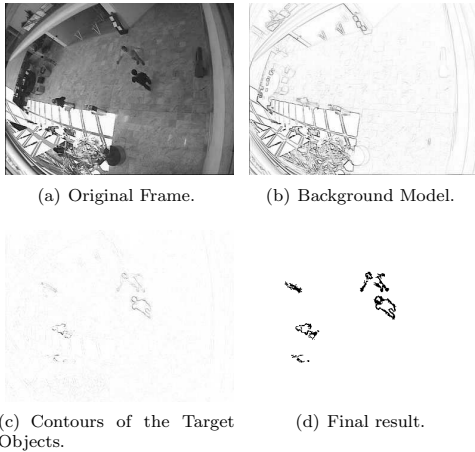 (a) Original Frame.
(b) Background Model.
(c) Contours of the Target
Objects.
(d) Final result.